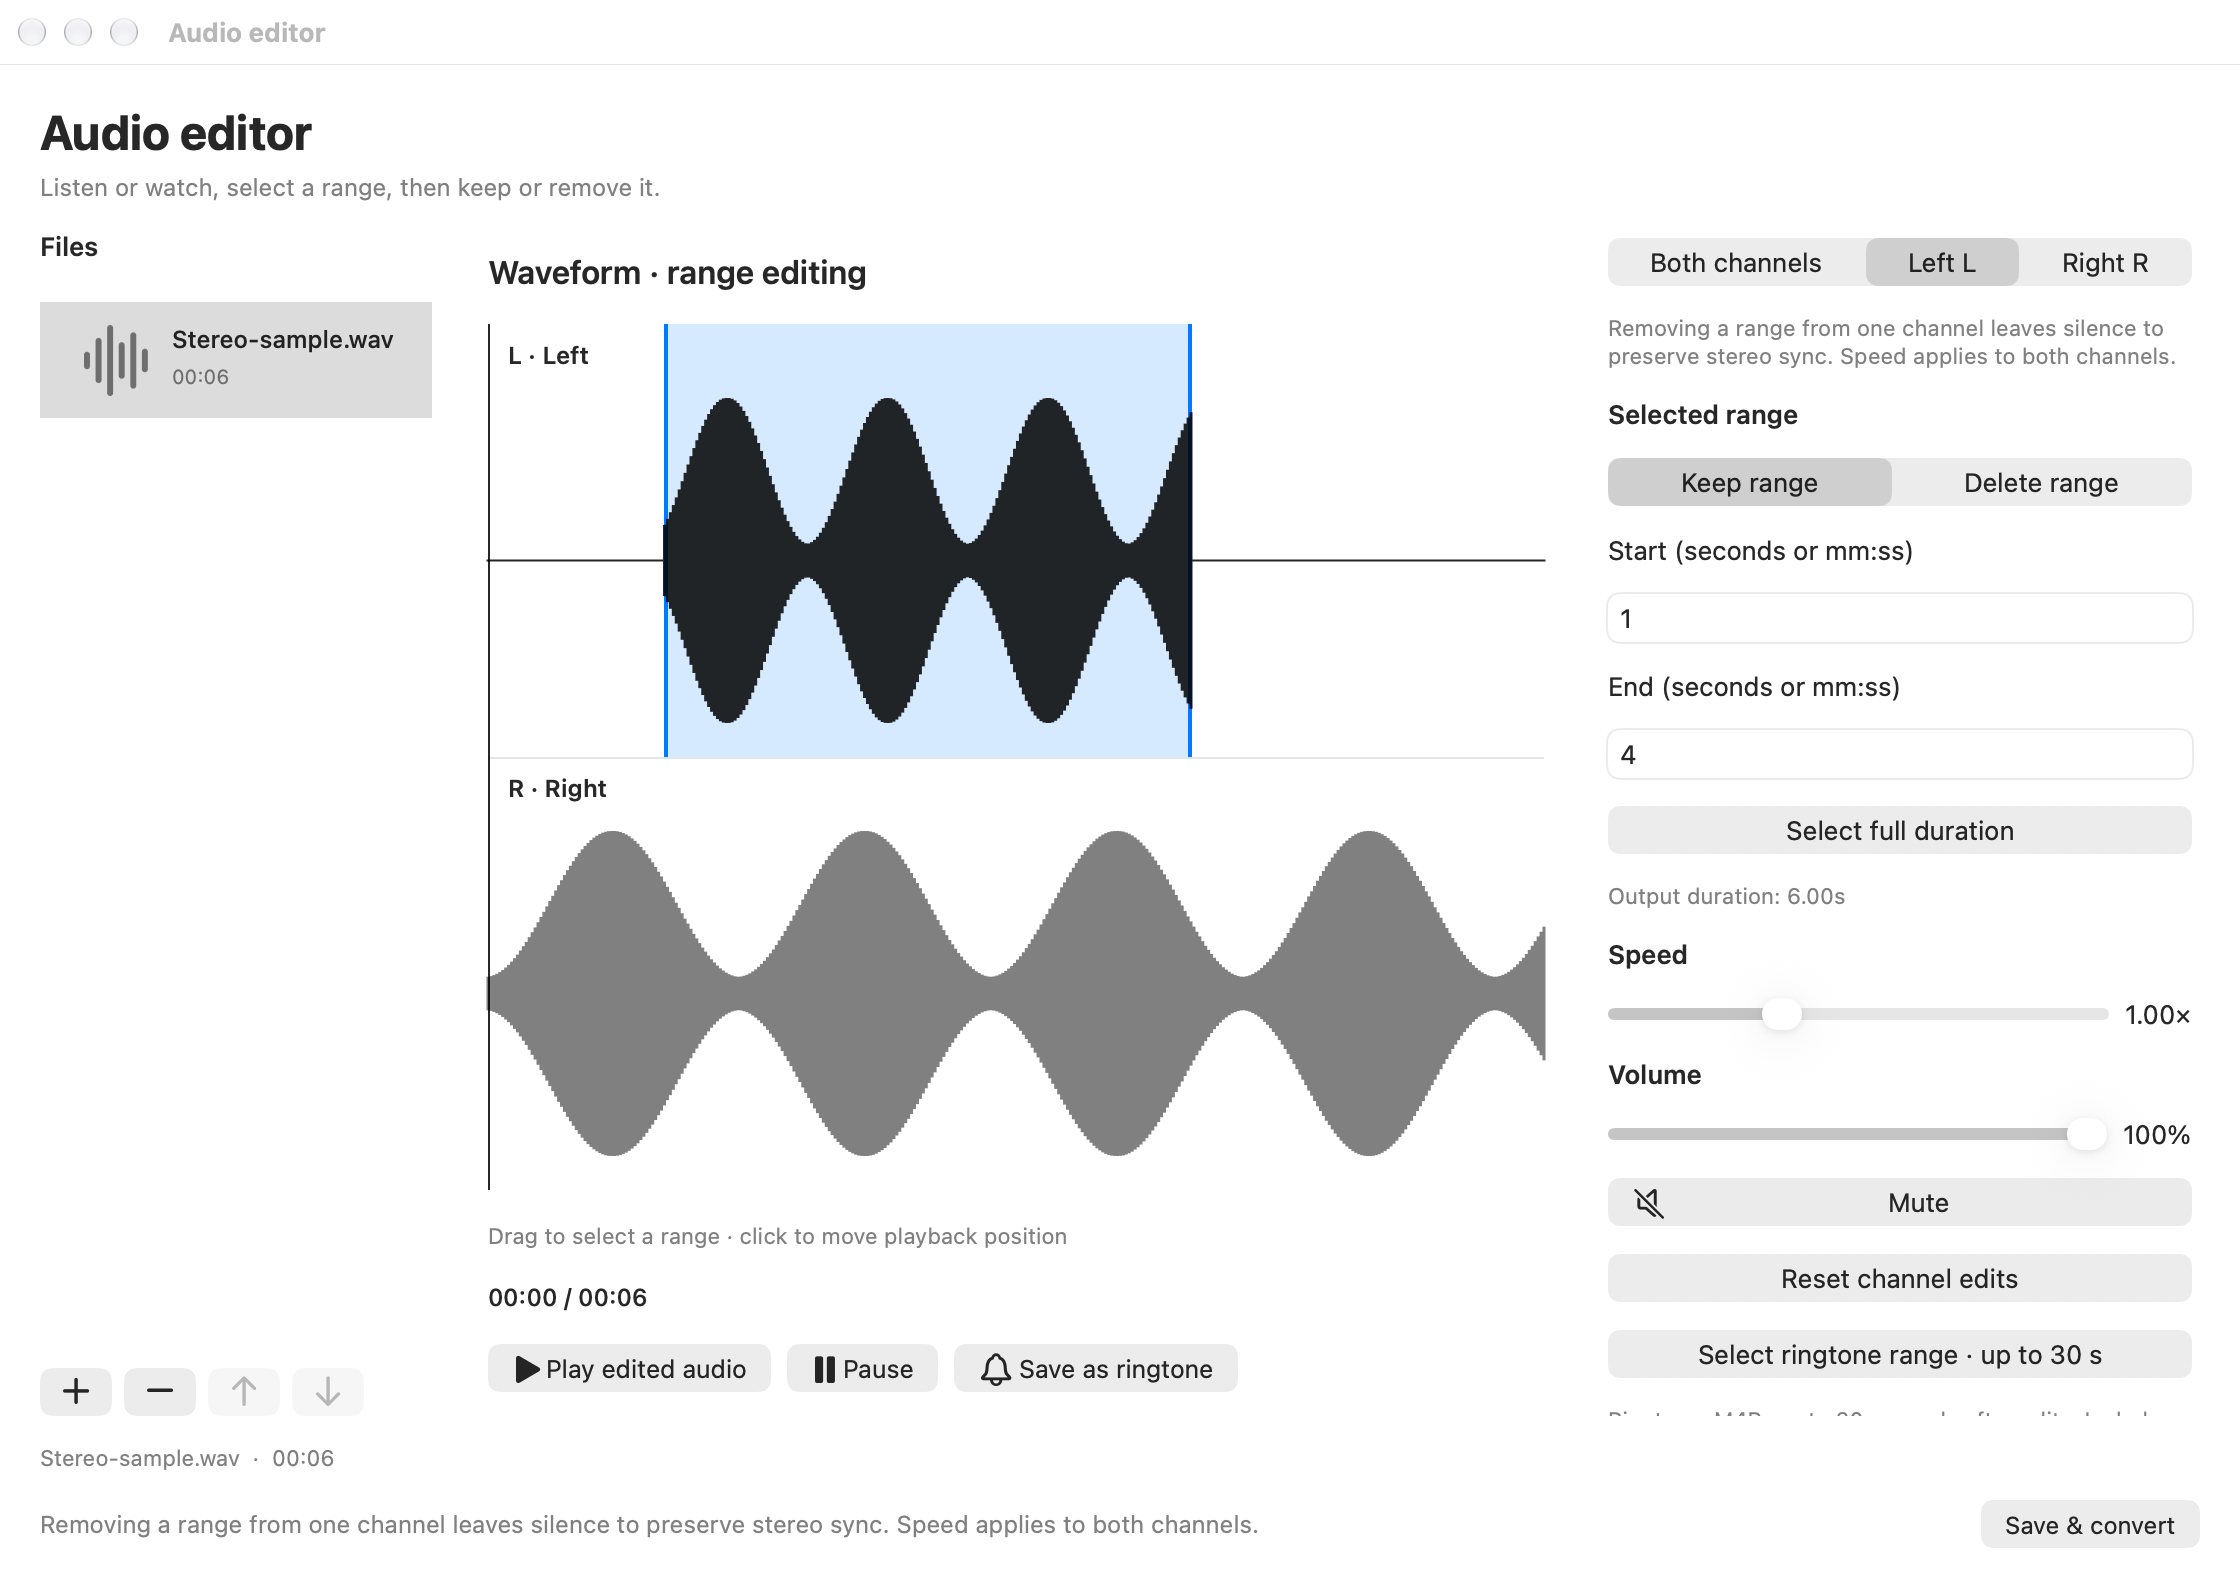 Audio editor
Audio editor
Listen or watch, select a range, then keep or remove it.
Files
Stereo-sample.wav
00:06
Waveform · range editing
L · Left
R · Right
Drag to select a range · click to move playback position
00:00 / 00:06
Play edited audio
Pause
Save as ringtone
Both channels
Left L
Right R
Removing a range from one channel leaves silence to
preserve stereo sync. Speed applies to both channels.
Selected range
Keep range
Delete range
Start (seconds or mm:ss)
1
End (seconds or mm:ss)
4
Select full duration
Output duration: 6.00s
Speed
1.00×
Volume
100%
Mute
Reset channel edits
Select ringtone range · up to 30 s
Stereo-sample.wav · 00:06
Removing a range from one channel leaves silence to preserve stereo sync. Speed applies to both channels.
Save & convert